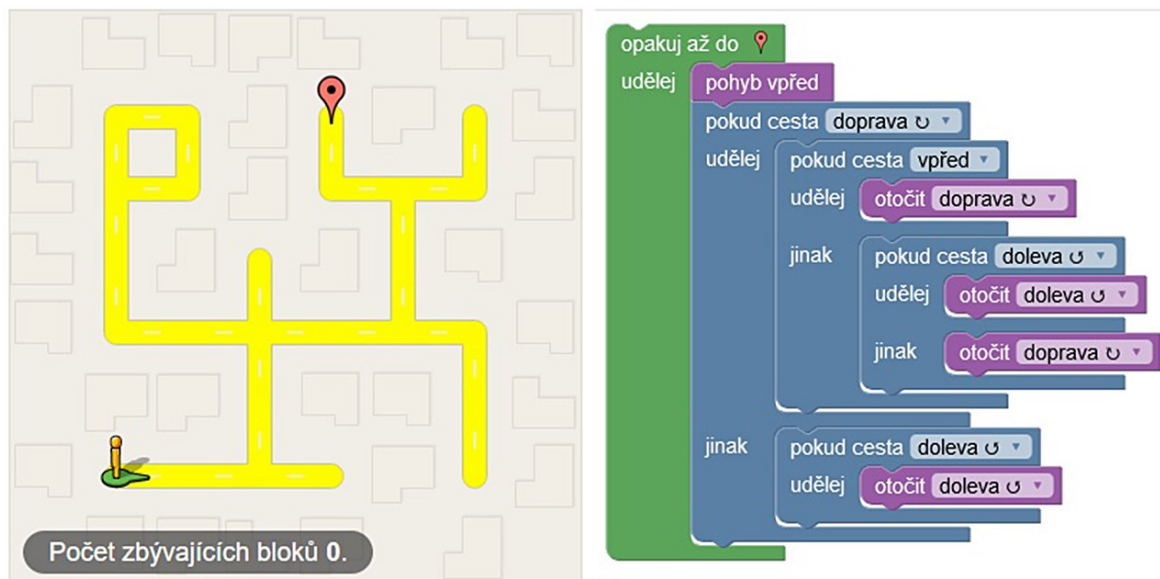 Počet zbývajících bloků 0.
opakuj až do
udělej pohyb vpřed
pokud cesta doprava ↻ ▼
udělej pokud cesta vpřed ▼
udělej otočit doprava ↻ ▼
jinak pokud cesta doleva ↺ ▼
udělej otočit doleva ↺ ▼
jinak otočit doprava ↻ ▼
jinak pokud cesta doleva ↺ ▼
udělej otočit doleva ↺ ▼